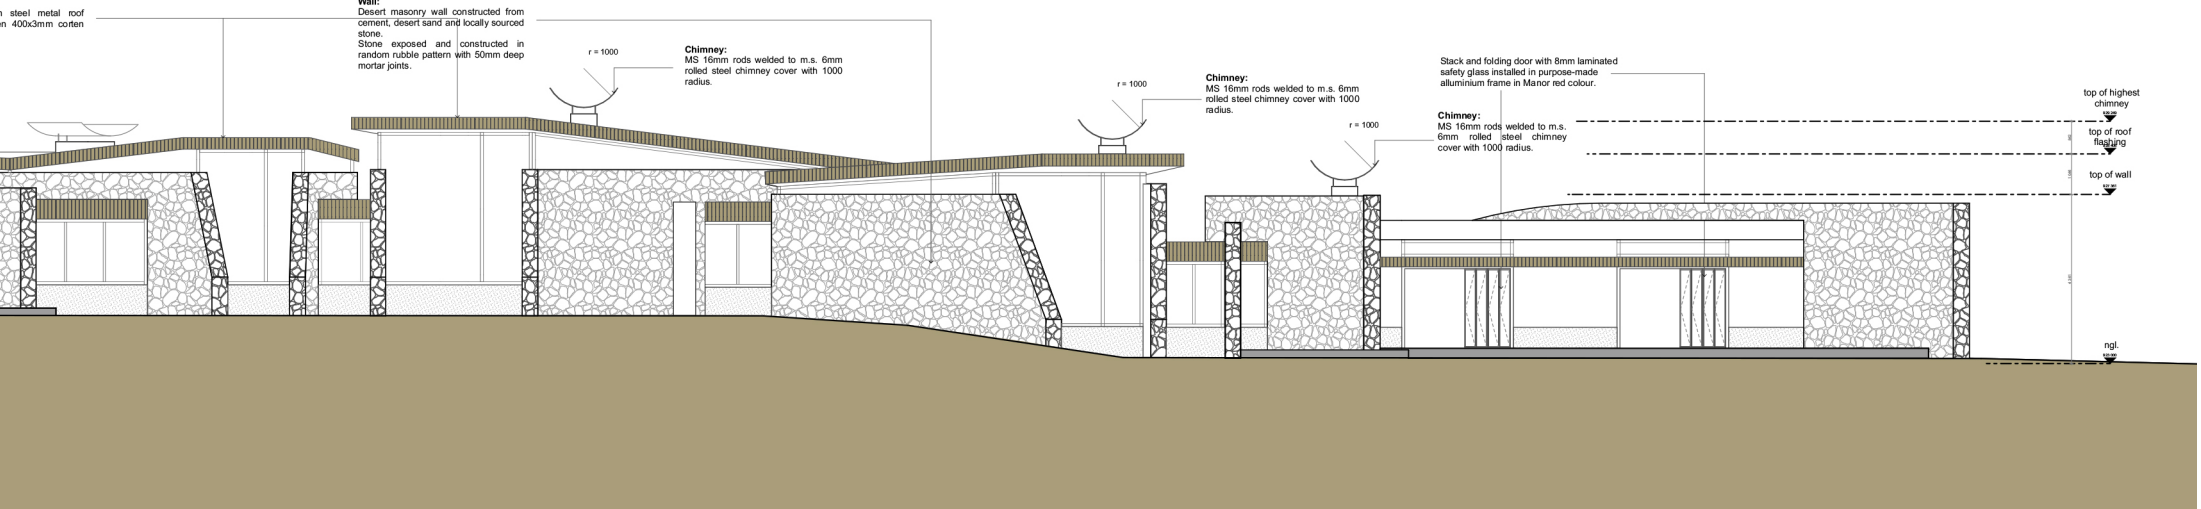 steel metal roof
400x3mm corten
Wall:
Desert masonry wall constructed from
cement, desert sand and locally sourced
stone.
Stone exposed and constructed in
random rubble pattern with 50mm deep
mortar joints.
r = 1000
Chimney:
MS 16mm rods welded to m.s. 6mm
rolled steel chimney cover with 1000
radius.
r = 1000
Chimney:
MS 16mm rods welded to m.s. 6mm
rolled steel chimney cover with 1000
radius.
r = 1000
Stack and folding door with 8mm laminated
safety glass installed in purpose-made
alluminium frame in Manor red colour.
Chimney:
MS 16mm rods welded to m.s.
6mm rolled steel chimney
cover with 1000 radius.
top of highest
chimney
top of roof
flashing
top of wall
ngl.